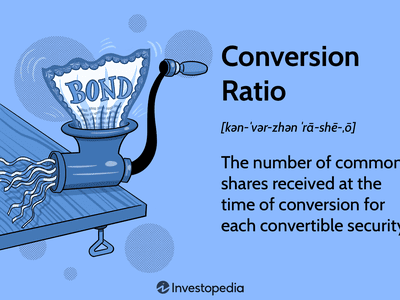 BOND
Conversion
Ratio
[kən-ˈvər-zhən ˈrā-shē-,ō]
The number of common
shares received at the
time of conversion for
each convertible security
Investopedia